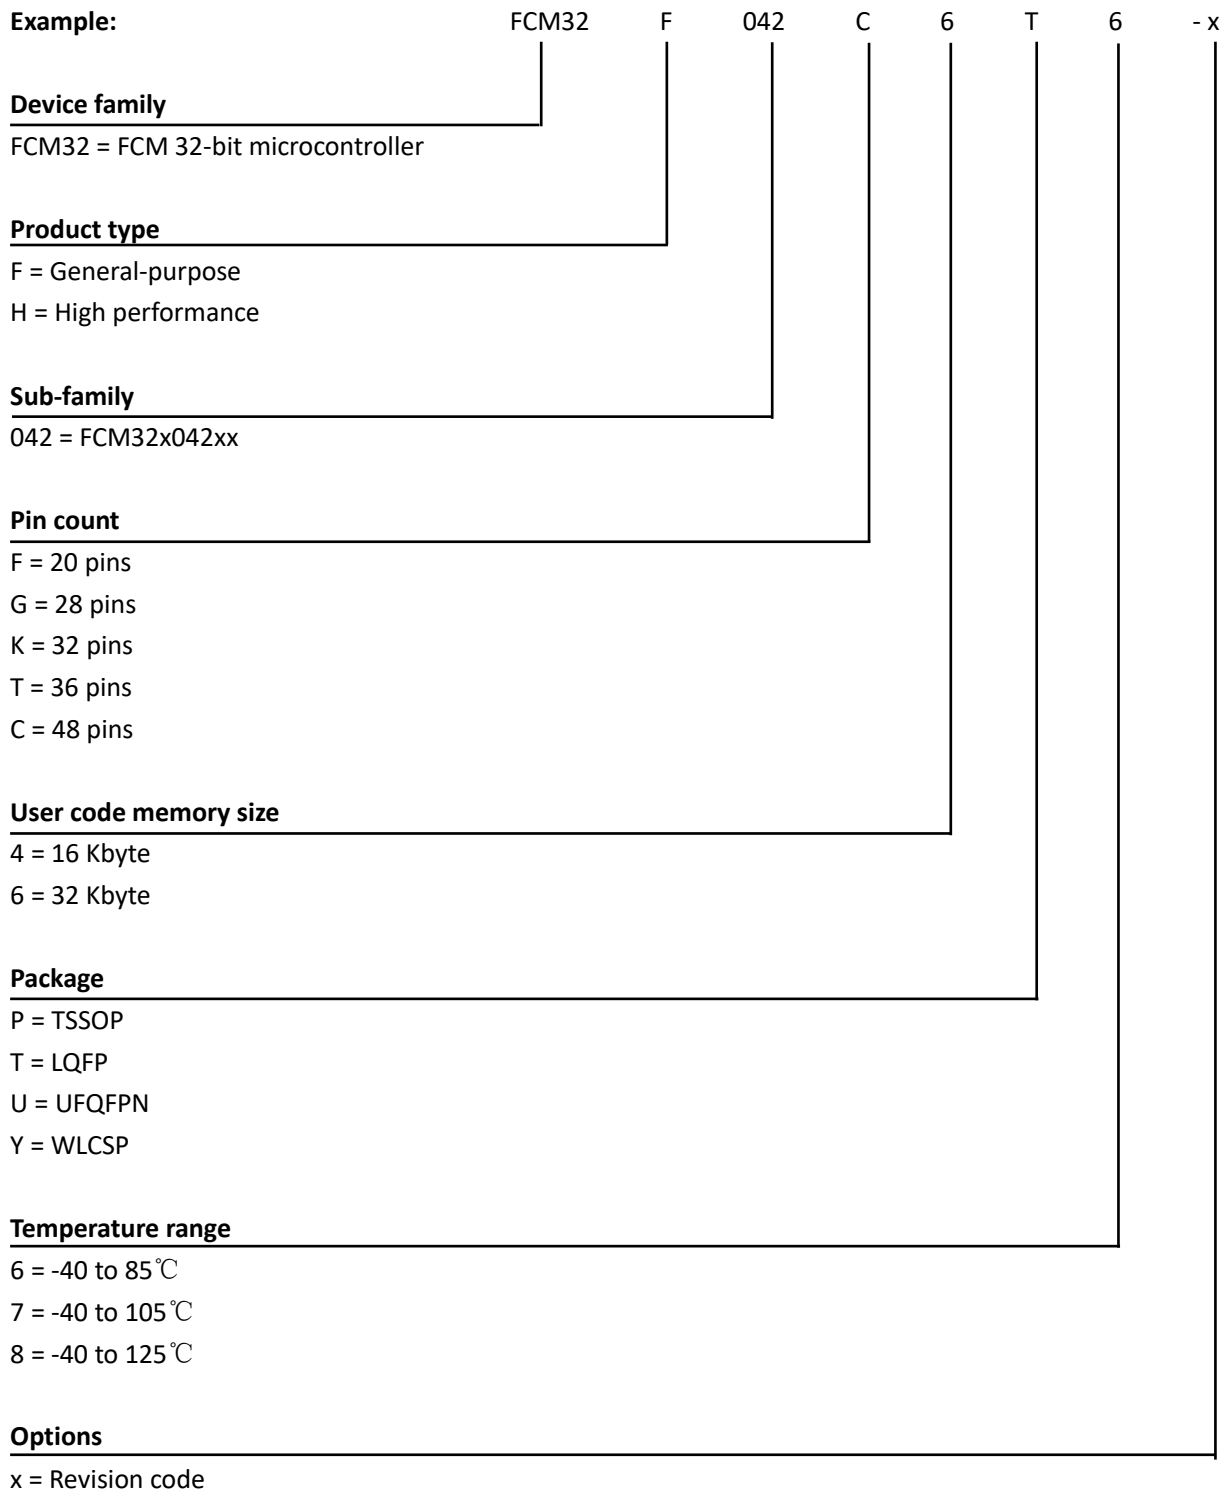 Example: FCM32 F 042 C 6 T 6 - x
Device family
FCM32 = FCM 32-bit microcontroller
Product type
F = General-purpose
H = High performance
Sub-family
042 = FCM32x042xx
Pin count
F = 20 pins
G = 28 pins
K = 32 pins
T = 36 pins
C = 48 pins
User code memory size
4 = 16 Kbyte
6 = 32 Kbyte
Package
P = TSSOP
T = LQFP
U = UFQFPN
Y = WLCSP
Temperature range
6 = -40 to 85℃
7 = -40 to 105℃
8 = -40 to 125℃
Options
x = Revision code